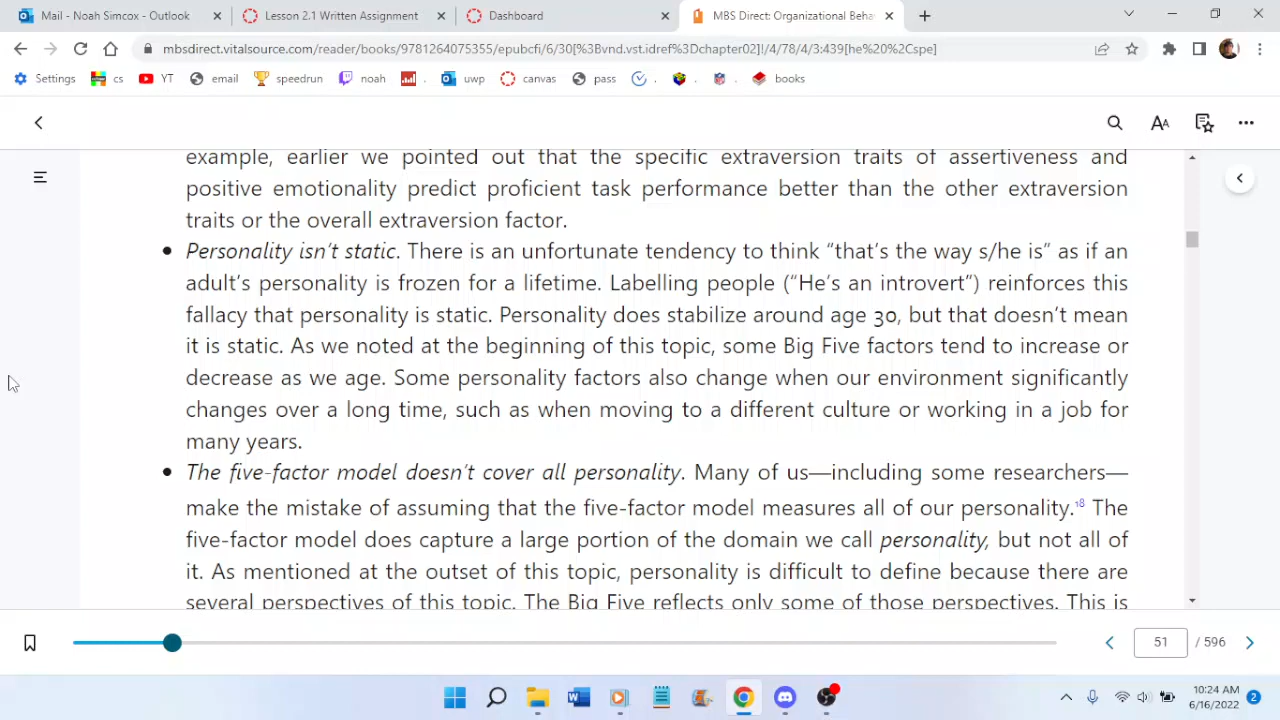 Mail - Noah Simcox - Outlook
Lesson 2.1 Written Assignment
Dashboard
MBS Direct: Organizational Beha
mbsdirect.vitalsource.com/reader/books/9781264075355/epubcfi/6/30[%3Bvnd.vst.idref%3Dchapter02]!/4/78/4/3:439[he%20%2Cspe]
Settings cs YT email speedrun noah . uwp canvas pass . . . books
AA
example, earlier we pointed out that the specific extraversion traits of assertiveness and
positive emotionality predict proficient task performance better than the other extraversion
traits or the overall extraversion factor.
• Personality isn’t static. There is an unfortunate tendency to think “that’s the way s/he is” as if an
adult’s personality is frozen for a lifetime. Labelling people (“He’s an introvert”) reinforces this
fallacy that personality is static. Personality does stabilize around age 30, but that doesn’t mean
it is static. As we noted at the beginning of this topic, some Big Five factors tend to increase or
decrease as we age. Some personality factors also change when our environment significantly
changes over a long time, such as when moving to a different culture or working in a job for
many years.
• The five-factor model doesn’t cover all personality. Many of us—including some researchers—
make the mistake of assuming that the five-factor model measures all of our personality.18 The
five-factor model does capture a large portion of the domain we call personality, but not all of
it. As mentioned at the outset of this topic, personality is difficult to define because there are
several perspectives of this topic. The Big Five reflects only some of those perspectives. This is
51 / 596
10:24 AM
6/16/2022
2